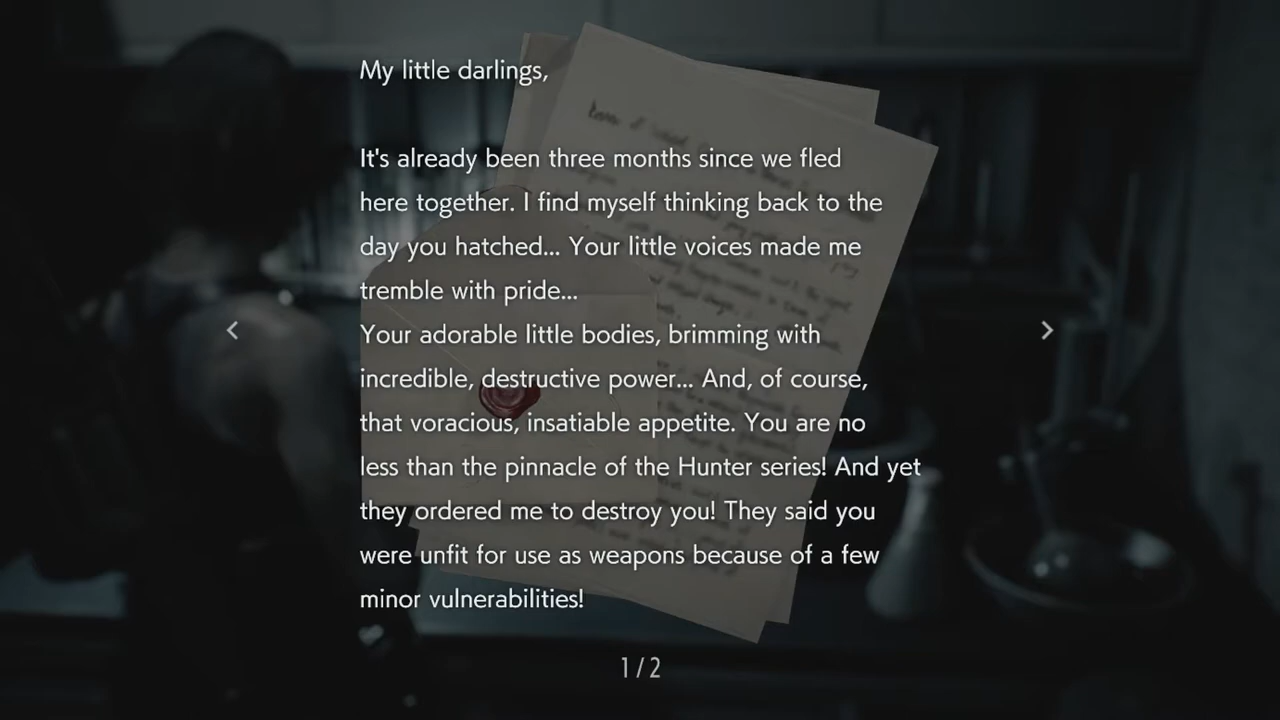 My little darlings,
It's already been three months since we fled
here together. I find myself thinking back to the
day you hatched... Your little voices made me
tremble with pride...
Your adorable little bodies, brimming with
incredible, destructive power... And, of course,
that voracious, insatiable appetite. You are no
less than the pinnacle of the Hunter series! And yet
they ordered me to destroy you! They said you
were unfit for use as weapons because of a few
minor vulnerabilities!
1 / 2